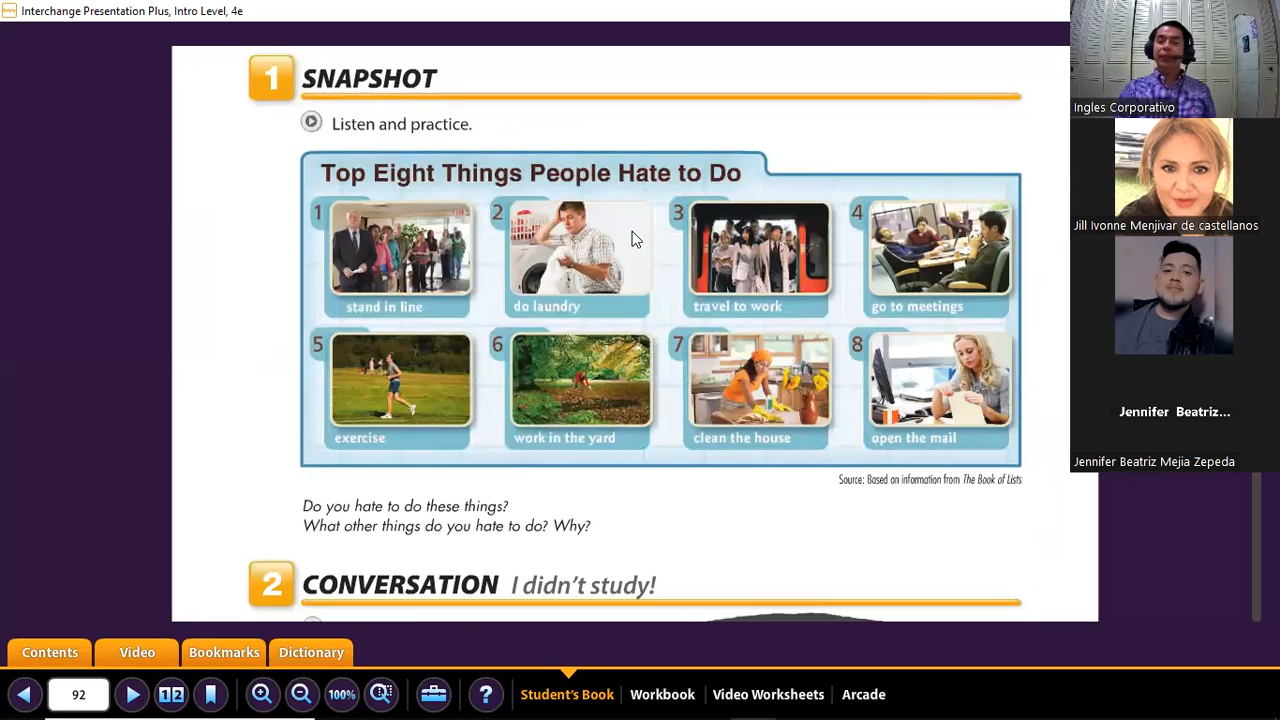 Interchange Presentation Plus, Intro Level, 4e
1 SNAPSHOT
Listen and practice.
Top Eight Things People Hate to Do
1 2 3 4
stand in line do laundry travel to work go to meetings
5 6 7 8
exercise work in the yard clean the house open the mail
Source: Based on information from The Book of Lists
Do you hate to do these things?
What other things do you hate to do? Why?
2 CONVERSATION I didn't study!
Ingles Corporativo
Jill Ivonne Menjivar de castellanos
Jennifer Beatriz...
Jennifer Beatriz Mejia Zepeda
Contents Video Bookmarks Dictionary
92 1 2 100% ? Student's Book Workbook Video Worksheets Arcade